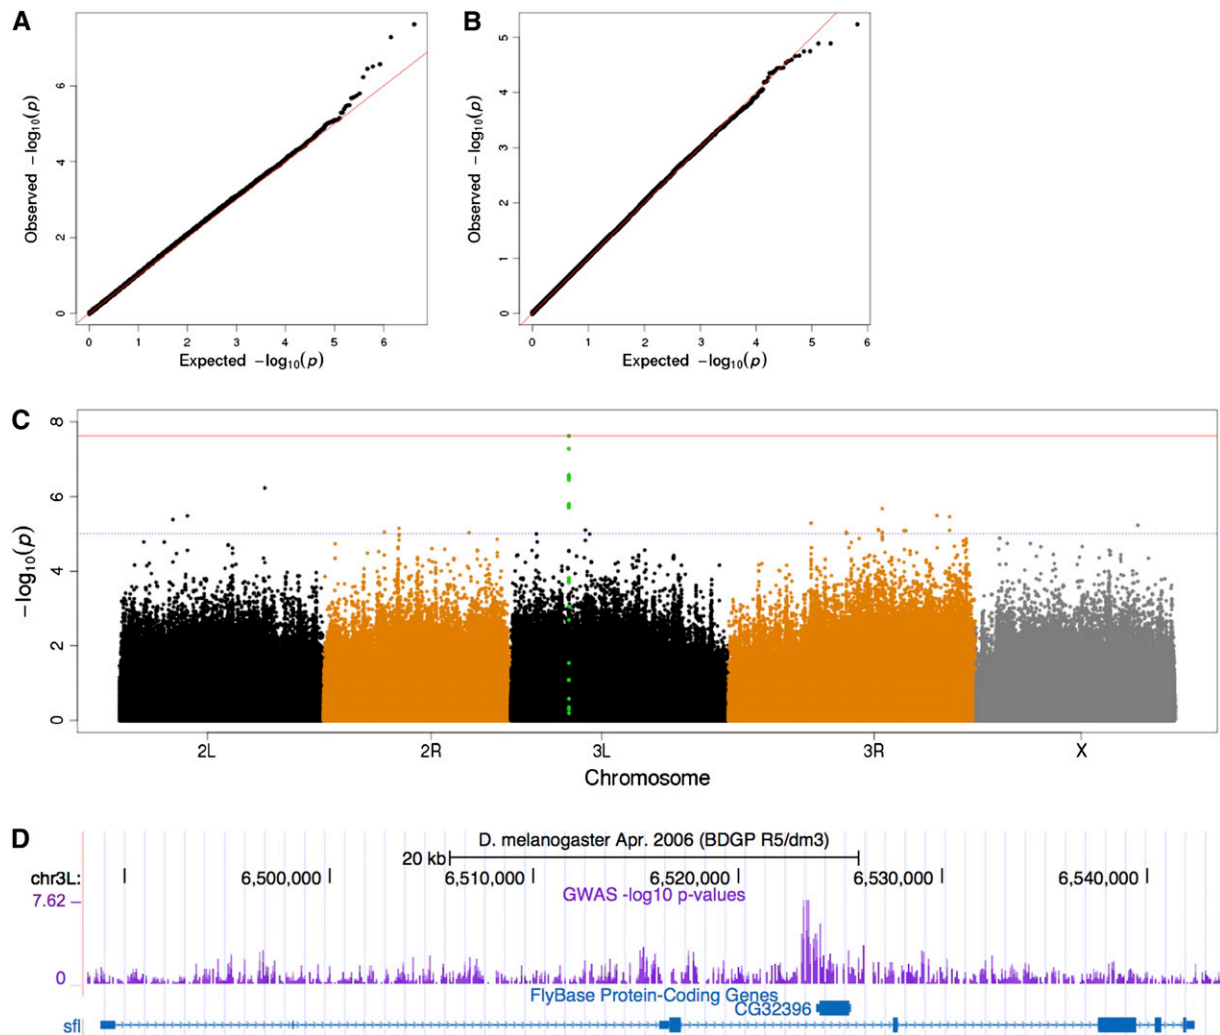 A
Observed −log10(p)
0 2 4 6
0 1 2 3 4 5 6
Expected −log10(p)
B
Observed −log10(p)
0 1 2 3 4 5
0 1 2 3 4 5 6
Expected −log10(p)
C
−log10(p)
0 2 4 6 8
2L 2R 3L 3R X
Chromosome
D
D. melanogaster Apr. 2006 (BDGP R5/dm3)
20 kb
chr3L: 6,500,000 6,510,000 6,520,000 6,530,000 6,540,000
GWAS -log10 p-values
7.62
0
FlyBase Protein-Coding Genes
CG32396
sfl